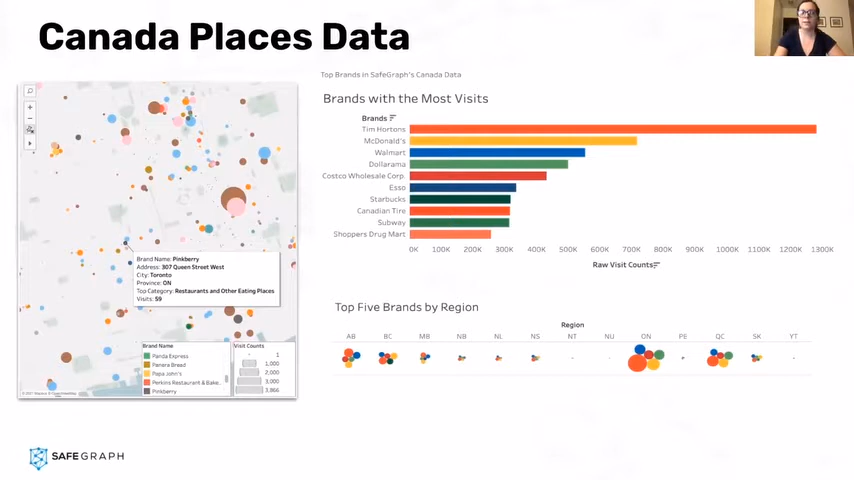 Canada Places Data
Top Brands in SafeGraph's Canada Data
Brands with the Most Visits
Brands
Tim Hortons
McDonald's
Walmart
Dollarama
Costco Wholesale Corp.
Esso
Starbucks
Canadian Tire
Subway
Shoppers Drug Mart
0K 100K 200K 300K 400K 500K 600K 700K 800K 900K 1000K 1100K 1200K 1300K
Raw Visit Counts
Brand Name: Pinkberry
Address: 307 Queen Street West
City: Toronto
Province: ON
Top Category: Restaurants and Other Eating Places
Visits: 59
Brand Name
Panda Express
Panera Bread
Papa John's
Perkins Restaurant & Bake..
Pinkberry
Visit Counts
1
1,000
2,000
3,000
3,866
Top Five Brands by Region
Region
AB BC MB NB NL NS NT NU ON PE QC SK YT
SAFEGRAPH